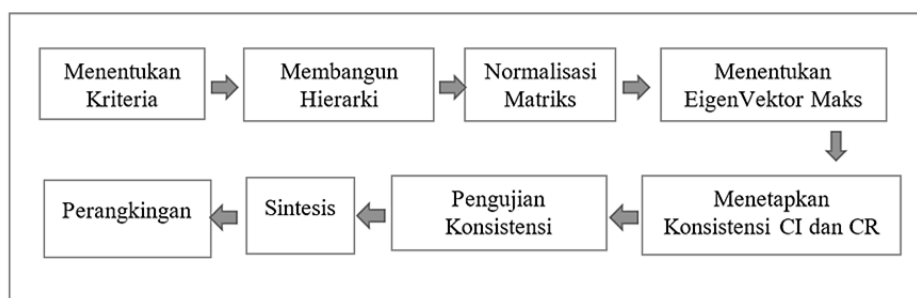 Menentukan
Kriteria
Membangun
Hierarki
Normalisasi
Matriks
Menentukan
EigenVektor Maks
Menetapkan
Konsistensi CI dan CR
Pengujian
Konsistensi
Sintesis
Perangkingan